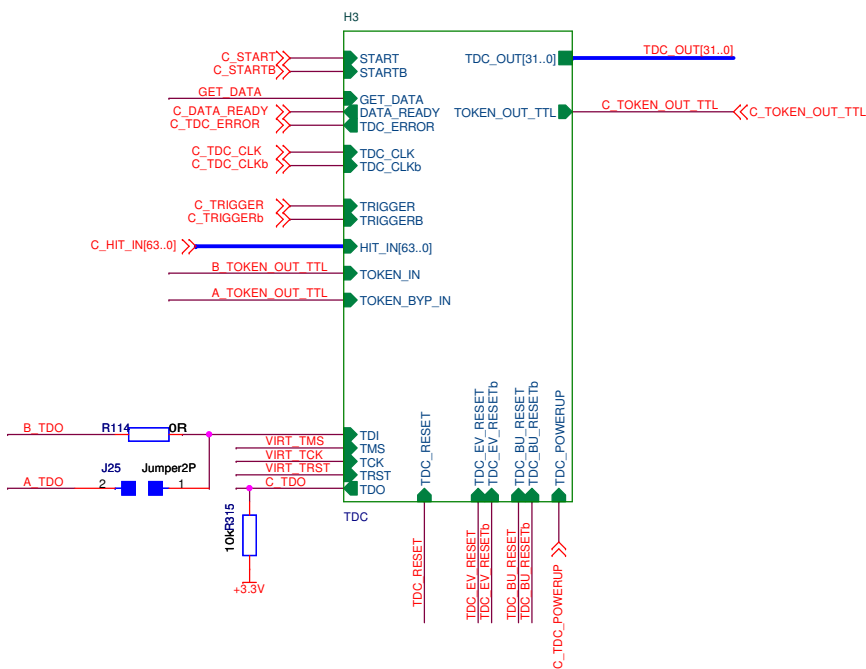 H3
C_START
START
TDC_OUT[31..0]
TDC_OUT[31..0]
C_STARTB
STARTB
GET_DATA
GET_DATA
C_DATA_READY
DATA_READY
TOKEN_OUT_TTL
C_TOKEN_OUT_TTL
C_TOKEN_OUT_TTL
C_TDC_ERROR
TDC_ERROR
C_TDC_CLK
TDC_CLK
C_TDC_CLKb
TDC_CLKb
C_TRIGGER
TRIGGER
C_TRIGGERb
TRIGGERB
C_HIT_IN[63..0]
HIT_IN[63..0]
B_TOKEN_OUT_TTL
TOKEN_IN
A_TOKEN_OUT_TTL
TOKEN_BYP_IN
TDC_RESET
TDC_EV_RESET
TDC_EV_RESETb
TDC_BU_RESET
TDC_BU_RESETb
TDC_POWERUP
B_TDO
R114
0R
TDI
VIRT_TMS
TMS
VIRT_TCK
TCK
J25
Jumper2P
VIRT_TRST
TRST
A_TDO
2
1
C_TDO
TDO
TDC
R315
10k
+3.3V
TDC_RESET
TDC_EV_RESET
TDC_EV_RESETb
TDC_BU_RESET
TDC_BU_RESETb
C_TDC_POWERUP